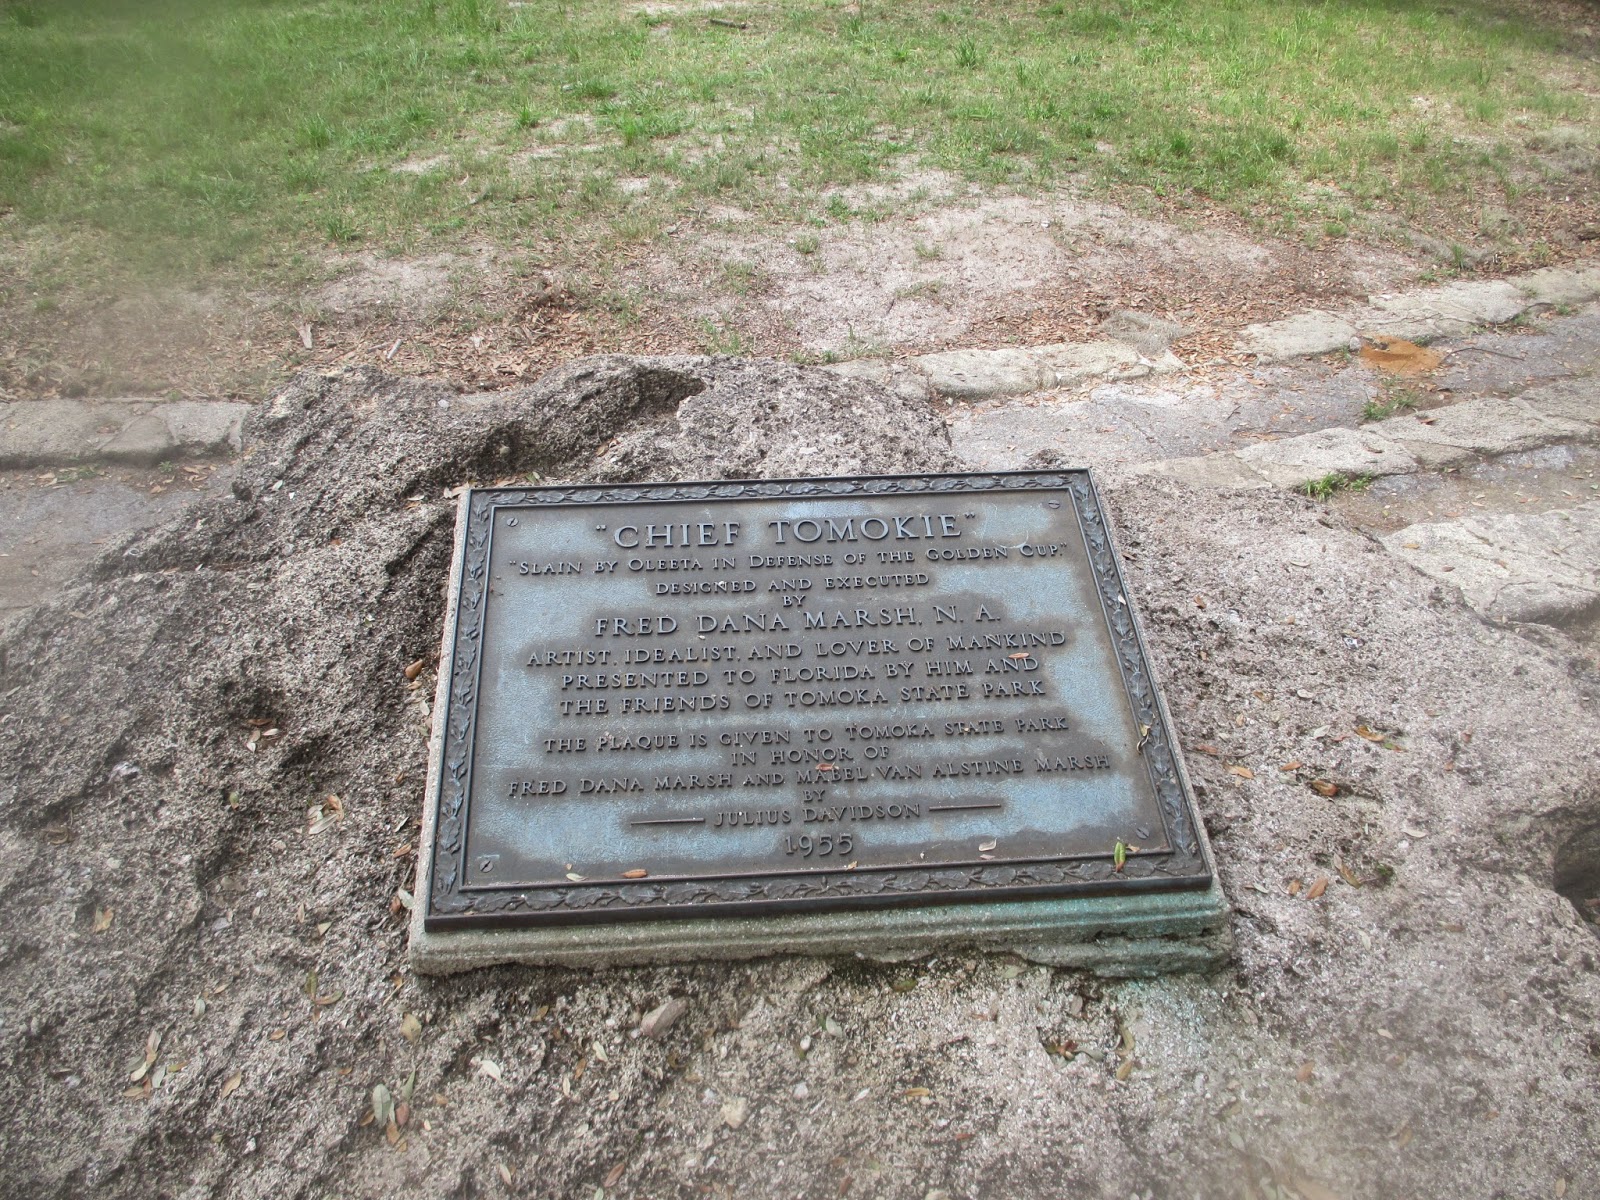 "CHIEF TOMOKIE"
"SLAIN BY OLEETA IN DEFENSE OF THE GOLDEN CUP."
DESIGNED AND EXECUTED
BY
FRED DANA MARSH, N. A.
ARTIST, IDEALIST, AND LOVER OF MANKIND
PRESENTED TO FLORIDA BY HIM AND
THE FRIENDS OF TOMOKA STATE PARK
THE PLAQUE IS GIVEN TO TOMOKA STATE PARK
IN HONOR OF
FRED DANA MARSH AND MABEL VAN ALSTINE MARSH
BY
JULIUS DAVIDSON
1955